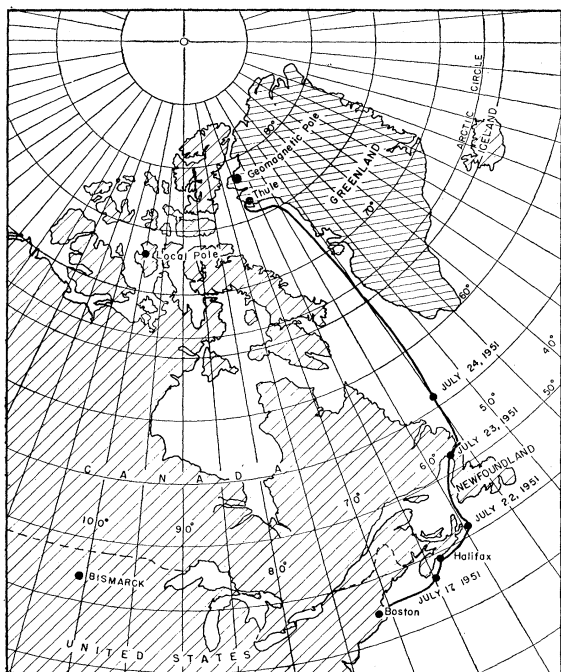 ARCTIC CIRCLE
ICELAND
80°
Geomagnetic Pole
Thule
GREENLAND
70°
Local Pole
60°
40°
JULY 24, 1951
50°
50°
JULY 23, 1951
60°
CANADA
NEWFOUNDLAND
70°
JULY 22, 1951
100°
90°
80°
Halifax
BISMARCK
JULY 17, 1951
Boston
UNITED STATES